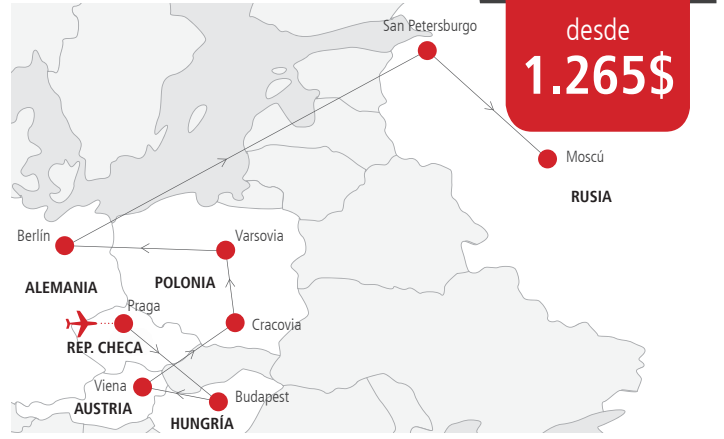 San Petersburgo
desde
1.265$
Moscú
RUSIA
Berlín
Varsovia
ALEMANIA
POLONIA
Praga
Cracovia
REP. CHECA
Viena
Budapest
AUSTRIA
HUNGRÍA